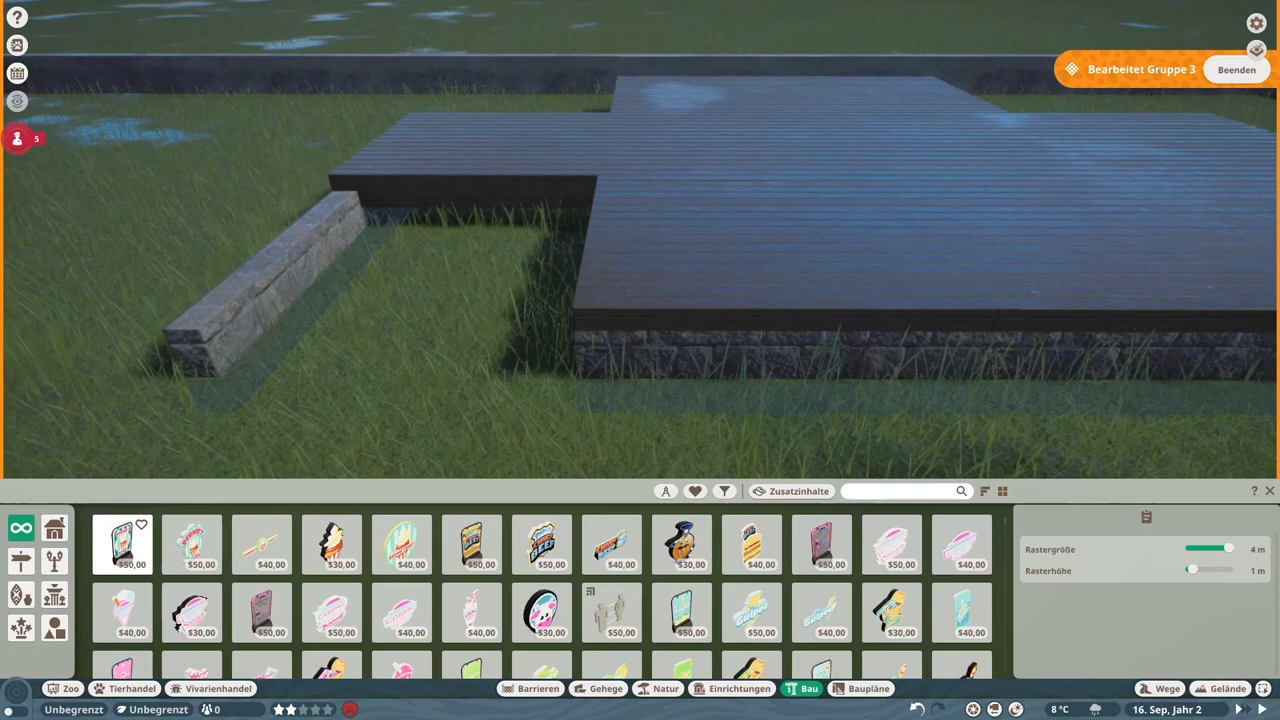 ?
5
Bearbeitet Gruppe 3
Beenden
Zusatzinhalte
?
$50,00 $50,00 $40,00 $30,00 $40,00 $50,00 $50,00 $40,00 $30,00 $40,00 $50,00 $50,00 $40,00
$40,00 $30,00 $50,00 $50,00 $40,00 $40,00 $30,00 $50,00 $50,00 $50,00 $40,00 $30,00 $40,00
Rastergröße 4 m
Rasterhöhe 1 m
Zoo Tierhandel Vivarienhandel Barrieren Gehege Natur Einrichtungen Bau Baupläne Wege Gelände
Unbegrenzt Unbegrenzt 0 8 °C 16. Sep, Jahr 2